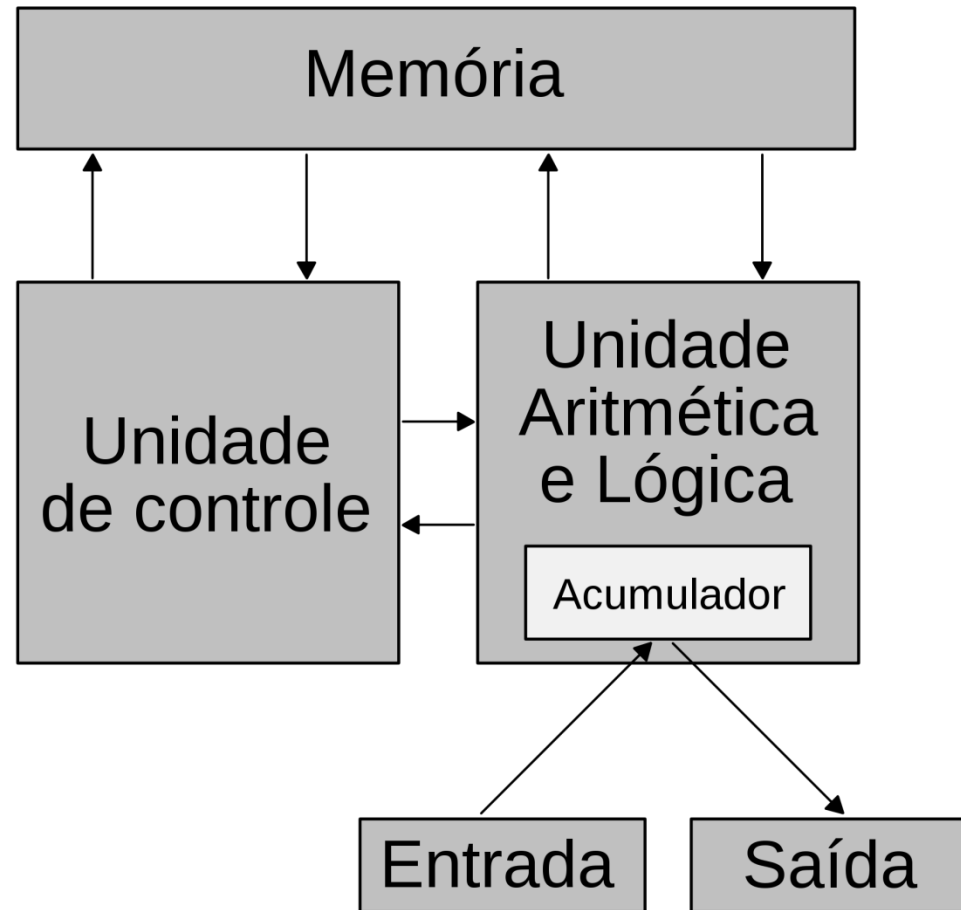 Memória
Unidade
de controle
Unidade
Aritmética
e Lógica
Acumulador
Entrada
Saída